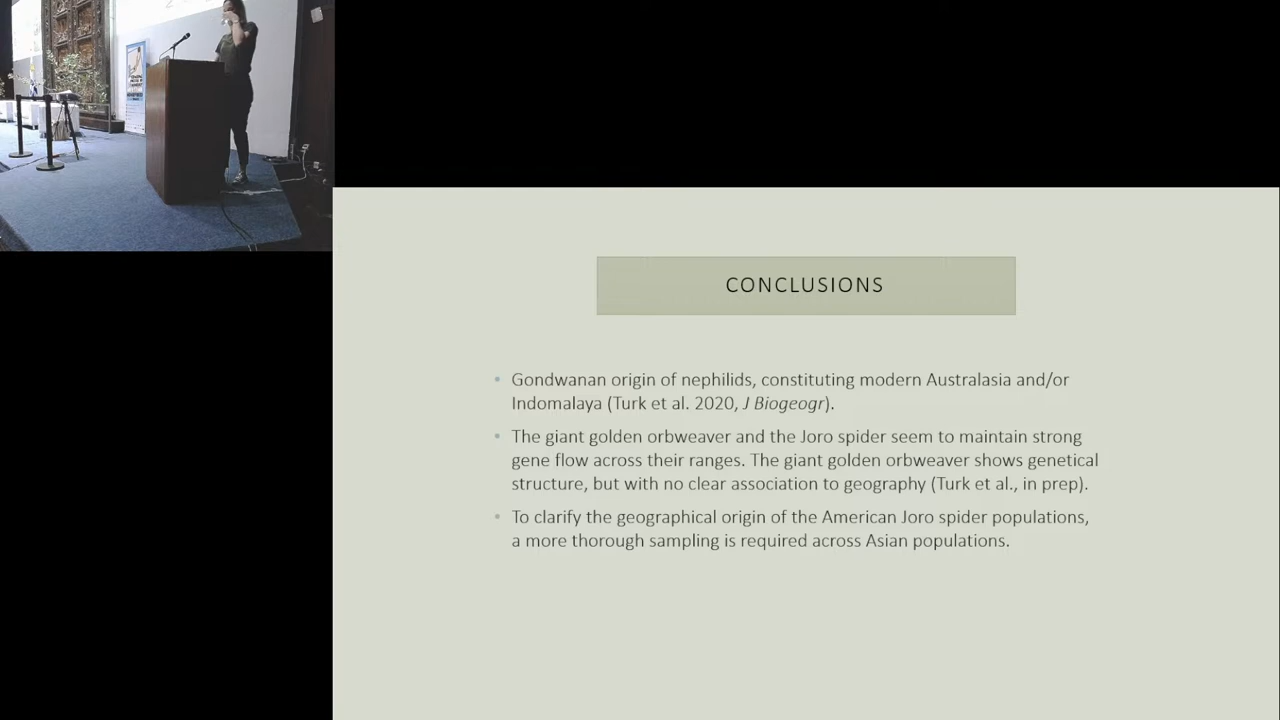 CONCLUSIONS
• Gondwanan origin of nephilids, constituting modern Australasia and/or
Indomalaya (Turk et al. 2020, J Biogeogr).
• The giant golden orbweaver and the Joro spider seem to maintain strong
gene flow across their ranges. The giant golden orbweaver shows genetical
structure, but with no clear association to geography (Turk et al., in prep).
• To clarify the geographical origin of the American Joro spider populations,
a more thorough sampling is required across Asian populations.